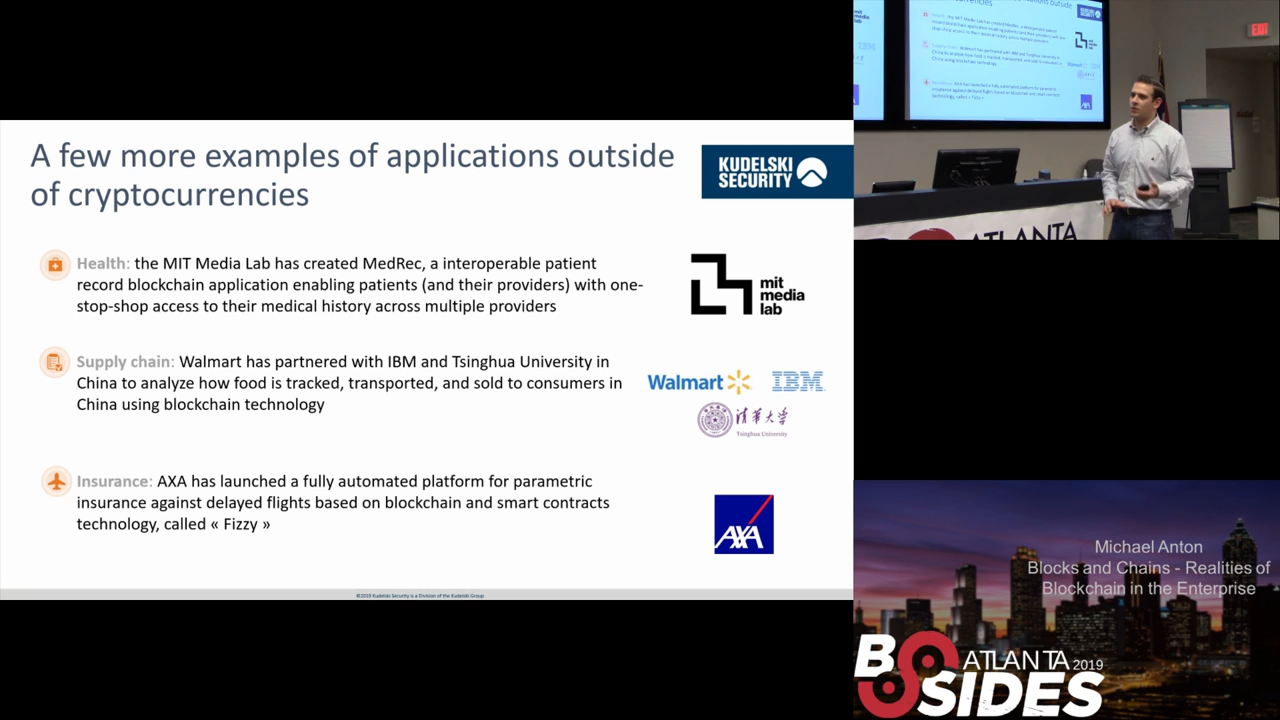 A few more examples of applications outside
of cryptocurrencies
KUDELSKI
SECURITY
Health: the MIT Media Lab has created MedRec, a interoperable patient
record blockchain application enabling patients (and their providers) with one-
stop-shop access to their medical history across multiple providers
mit
media
lab
Supply chain: Walmart has partnered with IBM and Tsinghua University in
China to analyze how food is tracked, transported, and sold to consumers in
China using blockchain technology
Walmart IBM
清华大学
Tsinghua University
Insurance: AXA has launched a fully automated platform for parametric
insurance against delayed flights based on blockchain and smart contracts
technology, called « Fizzy »
AXA
©2019 Kudelski Security is a Division of the Kudelski Group
EXIT
ATLANTA
Michael Anton
Blocks and Chains - Realities of
Blockchain in the Enterprise
BSIDES ATLANTA 2019